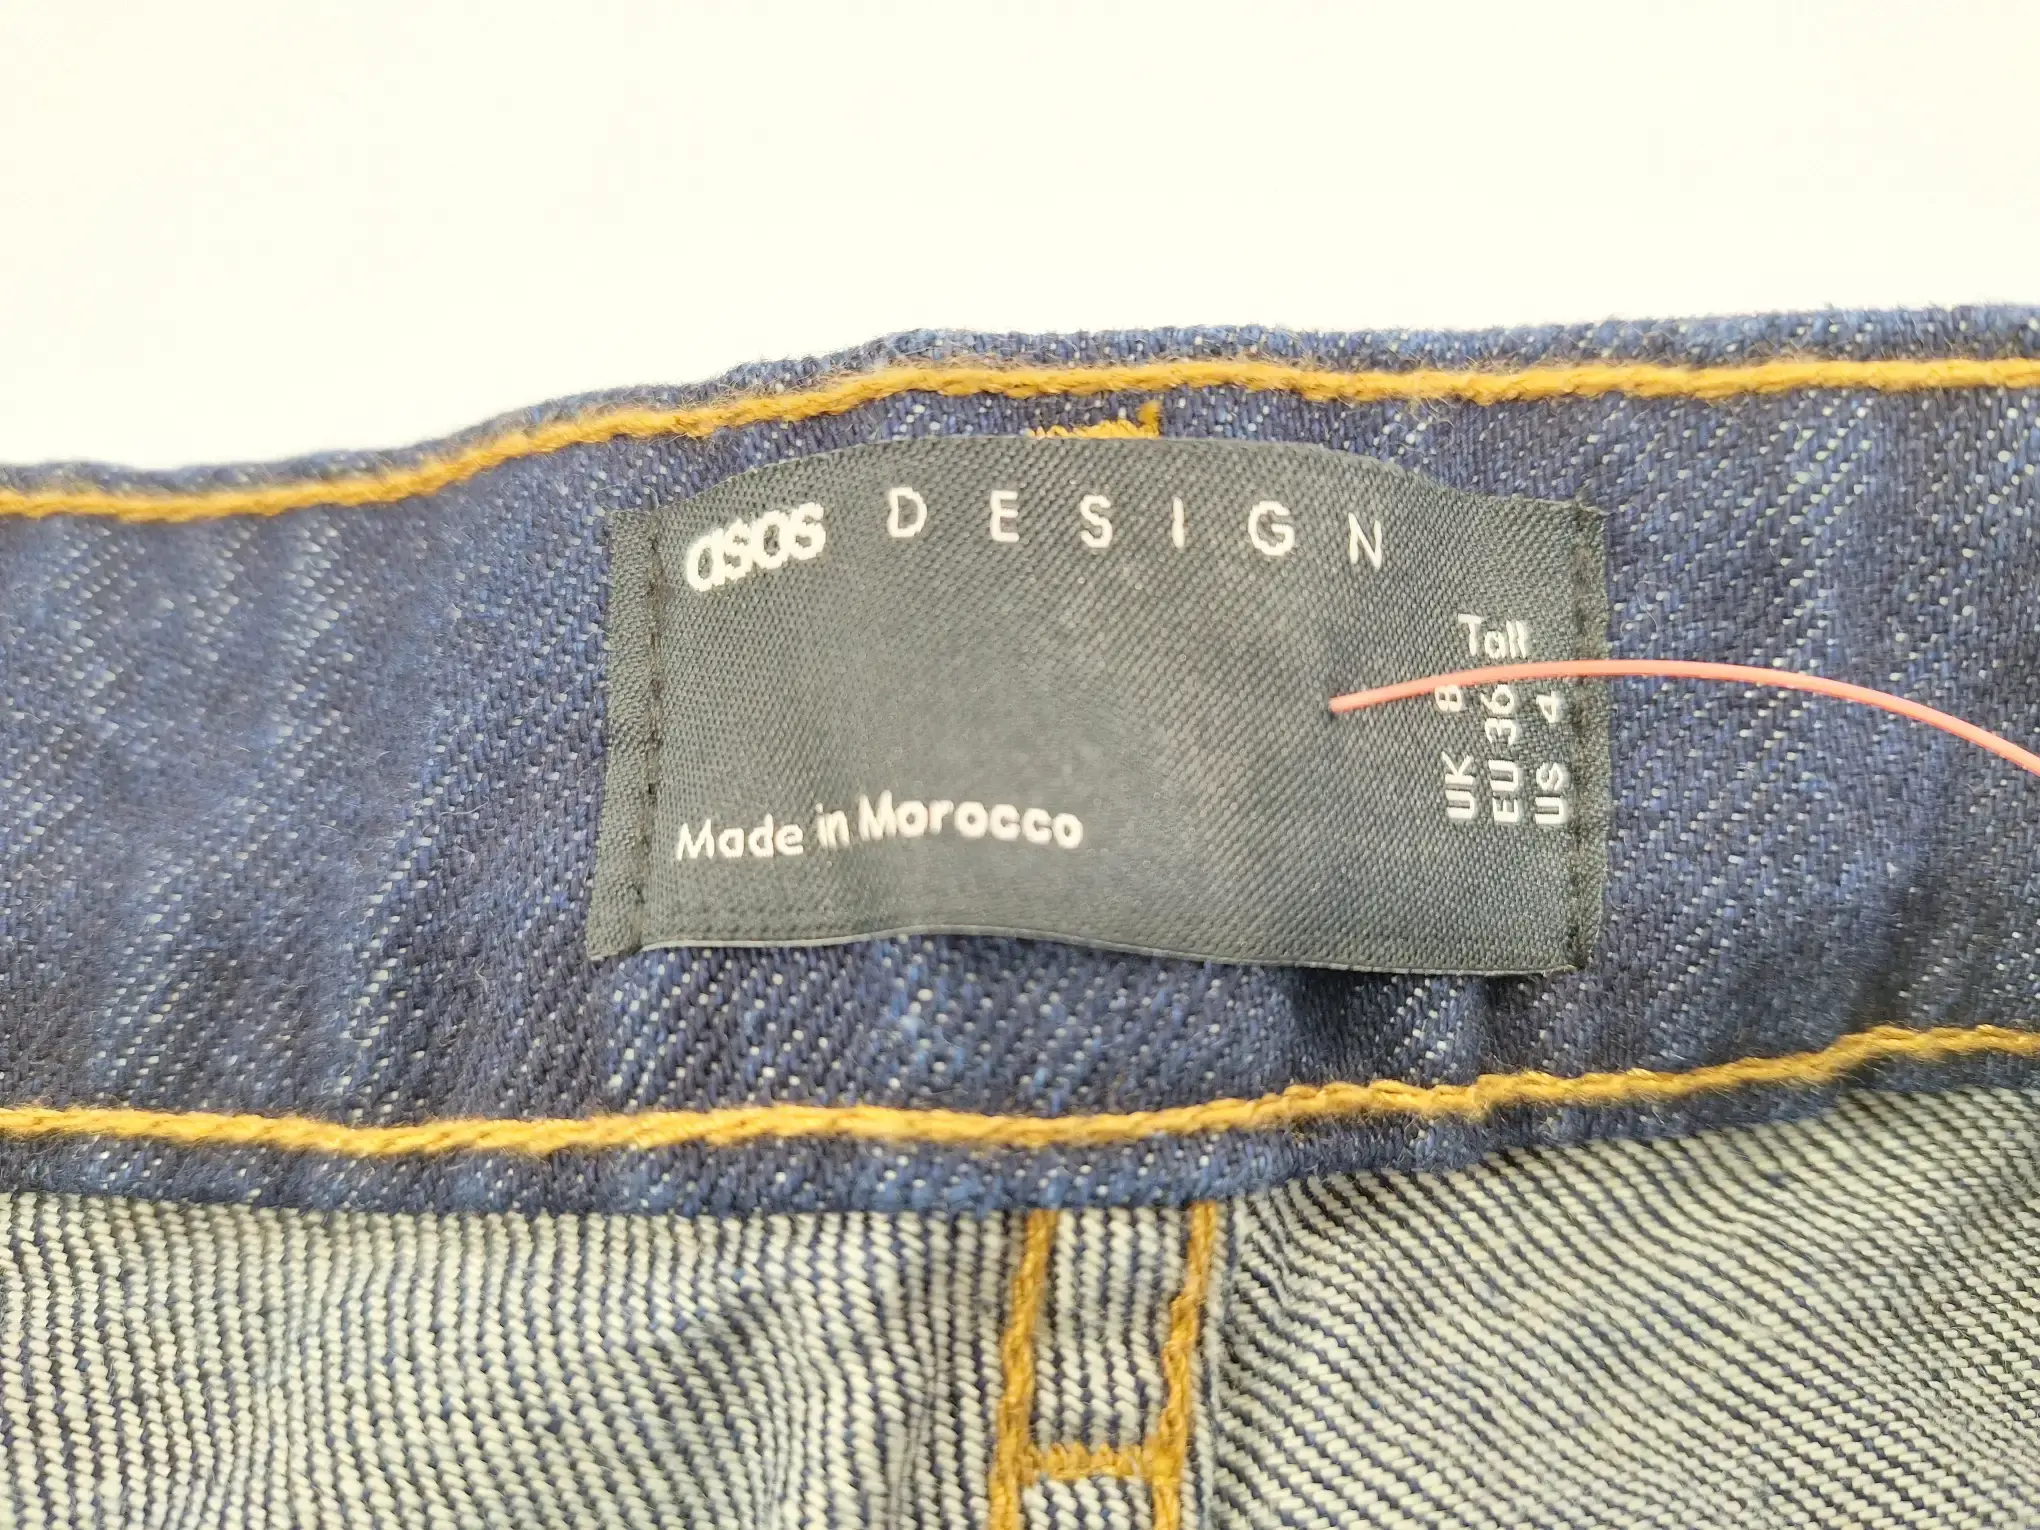 asos DESIGN
Made in Morocco
Tall
UK 8
EU 36
US 4